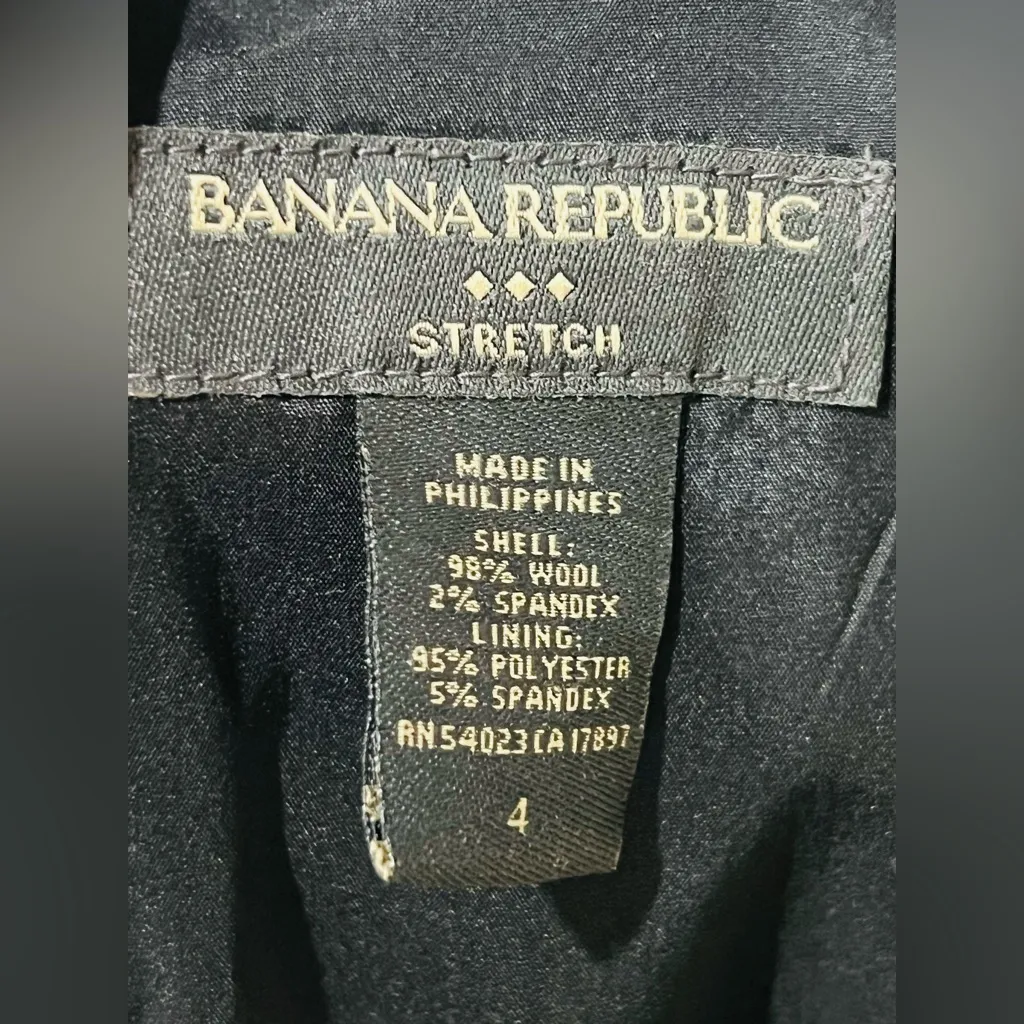 BANANA REPUBLIC
STRETCH
MADE IN
PHILIPPINES
SHELL:
98% WOOL
2% SPANDEX
LINING:
95% POLYESTER
5% SPANDEX
RN 54023 CA 17897
4